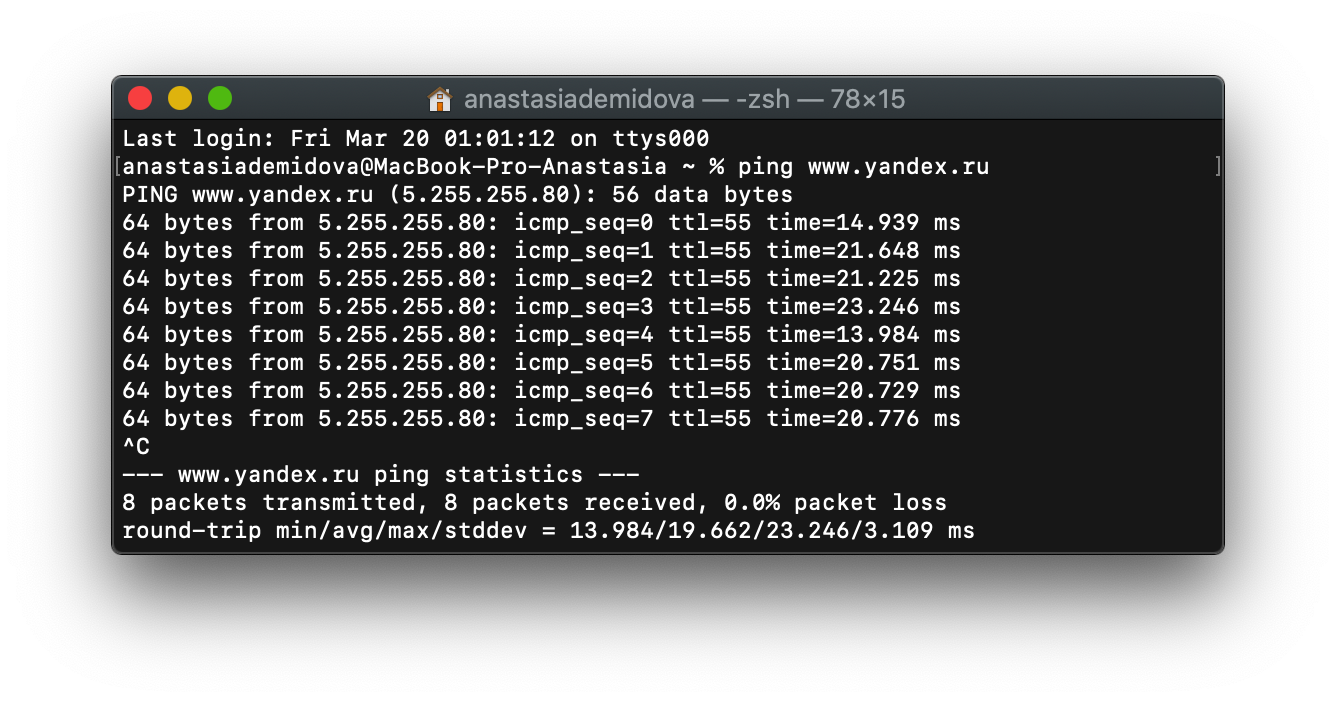 anastasiademidova — -zsh — 78×15
Last login: Fri Mar 20 01:01:12 on ttys000
[anastasiademidova@MacBook-Pro-Anastasia ~ % ping www.yandex.ru ]
PING www.yandex.ru (5.255.255.80): 56 data bytes
64 bytes from 5.255.255.80: icmp_seq=0 ttl=55 time=14.939 ms
64 bytes from 5.255.255.80: icmp_seq=1 ttl=55 time=21.648 ms
64 bytes from 5.255.255.80: icmp_seq=2 ttl=55 time=21.225 ms
64 bytes from 5.255.255.80: icmp_seq=3 ttl=55 time=23.246 ms
64 bytes from 5.255.255.80: icmp_seq=4 ttl=55 time=13.984 ms
64 bytes from 5.255.255.80: icmp_seq=5 ttl=55 time=20.751 ms
64 bytes from 5.255.255.80: icmp_seq=6 ttl=55 time=20.729 ms
64 bytes from 5.255.255.80: icmp_seq=7 ttl=55 time=20.776 ms
^C
--- www.yandex.ru ping statistics ---
8 packets transmitted, 8 packets received, 0.0% packet loss
round-trip min/avg/max/stddev = 13.984/19.662/23.246/3.109 ms